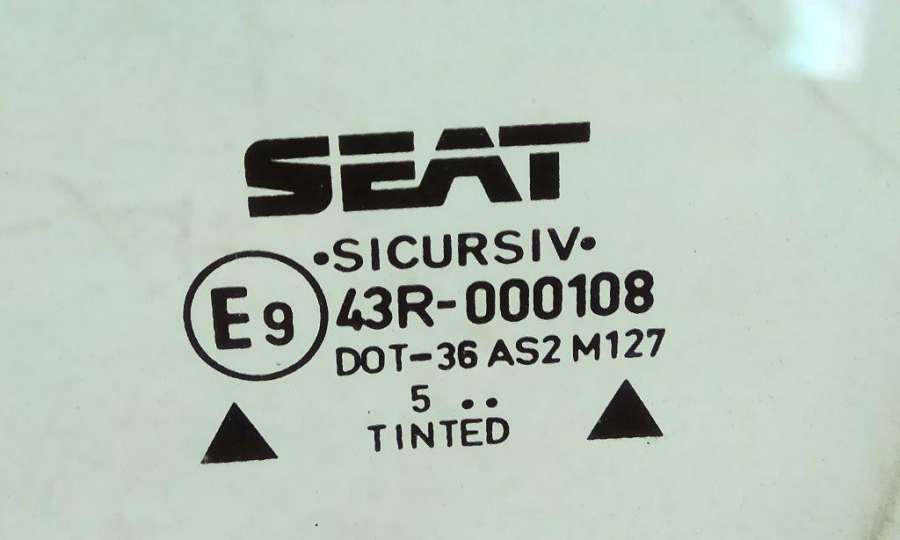 SEAT
•SICURSIV•
E9 43R-000108
DOT-36 AS2 M127
5 ..
TINTED